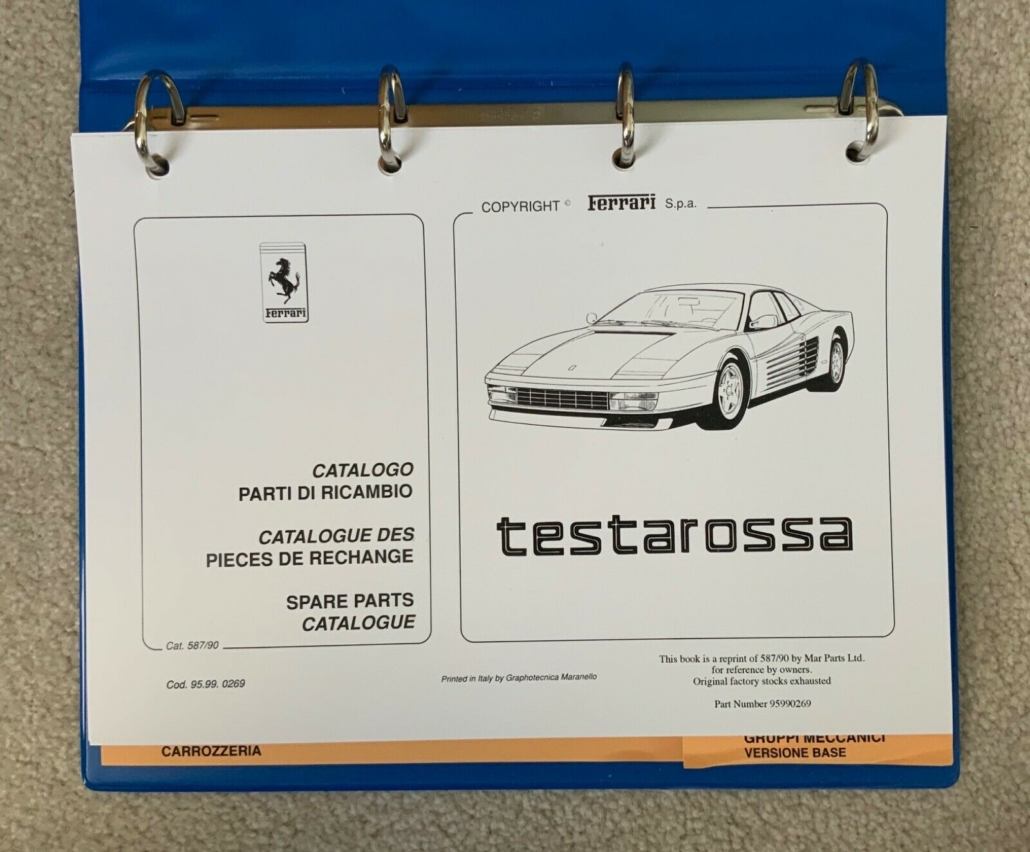 COPYRIGHT © Ferrari S.p.a.
Ferrari
CATALOGO
PARTI DI RICAMBIO
CATALOGUE DES
PIECES DE RECHANGE
SPARE PARTS
CATALOGUE
Cat. 587/90
Cod. 95.99. 0269
testarossa
Printed in Italy by Graphotecnica Maranello
This book is a reprint of 587/90 by Mar Parts Ltd.
for reference by owners.
Original factory stocks exhausted
Part Number 95990269
CARROZZERIA
GRUPPI MECCANICI
VERSIONE BASE